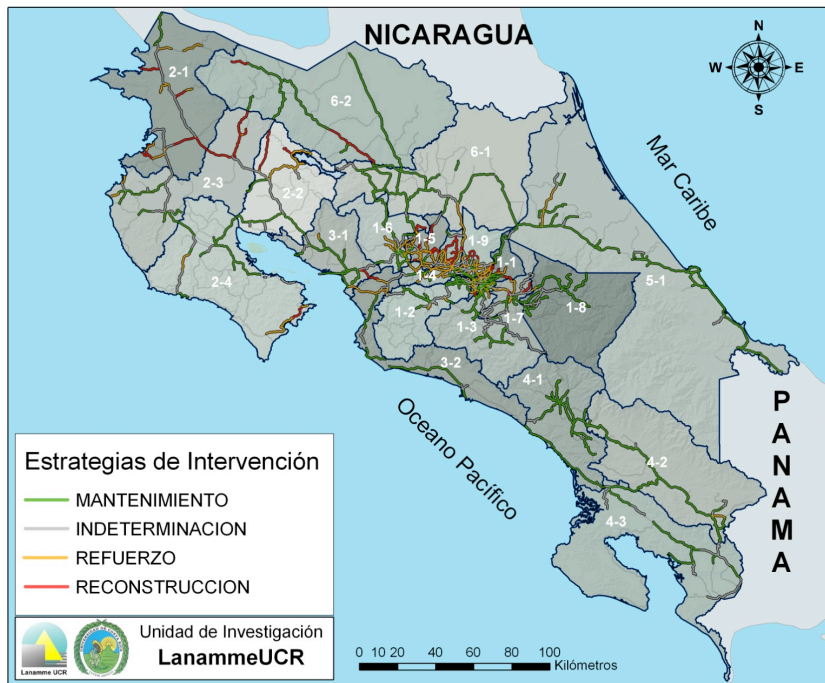 NICARAGUA
N
W E
S
2-1
6-2
6-1
Mar Caribe
2-3
2-2
3-1
1-6
1-5
1-9
1-1
1-4
2-4
5-1
1-8
1-2
1-7
1-3
3-2
4-1
Oceano Pacífico
PANAMA
4-2
4-3
Estrategias de Intervención
MANTENIMIENTO
INDETERMINACION
REFUERZO
RECONSTRUCCION
Unidad de Investigación
LanammeUCR
Lanamme UCR
0 10 20 40 60 80 100
Kilómetros